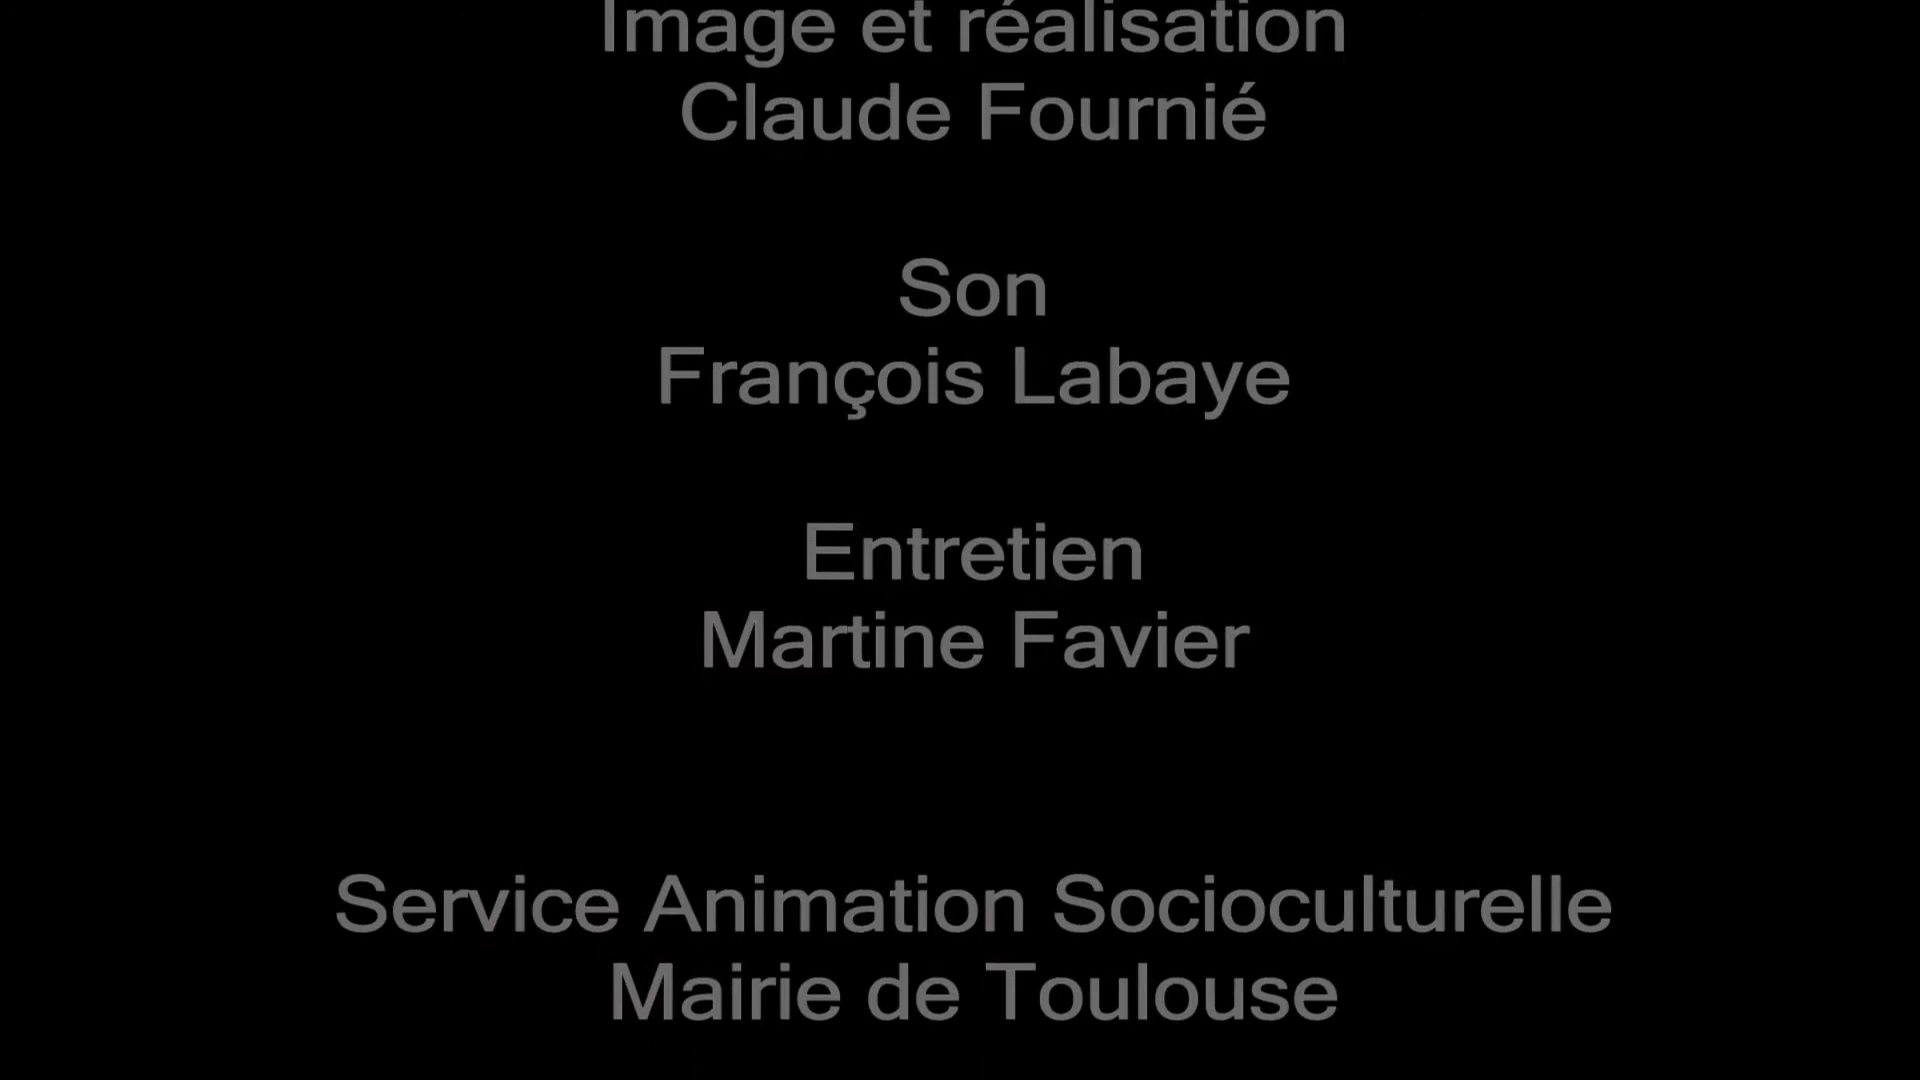 Image et réalisation
Claude Fournié
Son
François Labaye
Entretien
Martine Favier
Service Animation Socioculturelle
Mairie de Toulouse